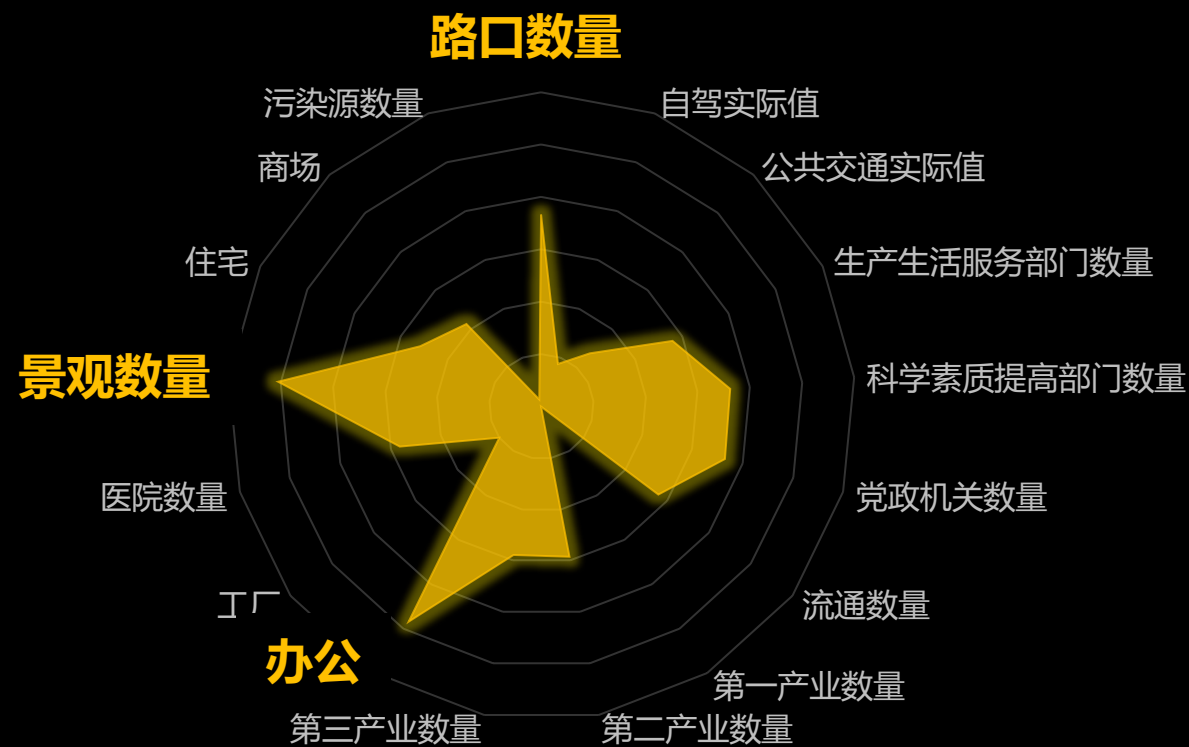 路口数量
污染源数量
自驾实际值
商场
公共交通实际值
住宅
生产生活服务部门数量
景观数量
科学素质提高部门数量
医院数量
党政机关数量
工厂
流通数量
办公
第一产业数量
第三产业数量
第二产业数量